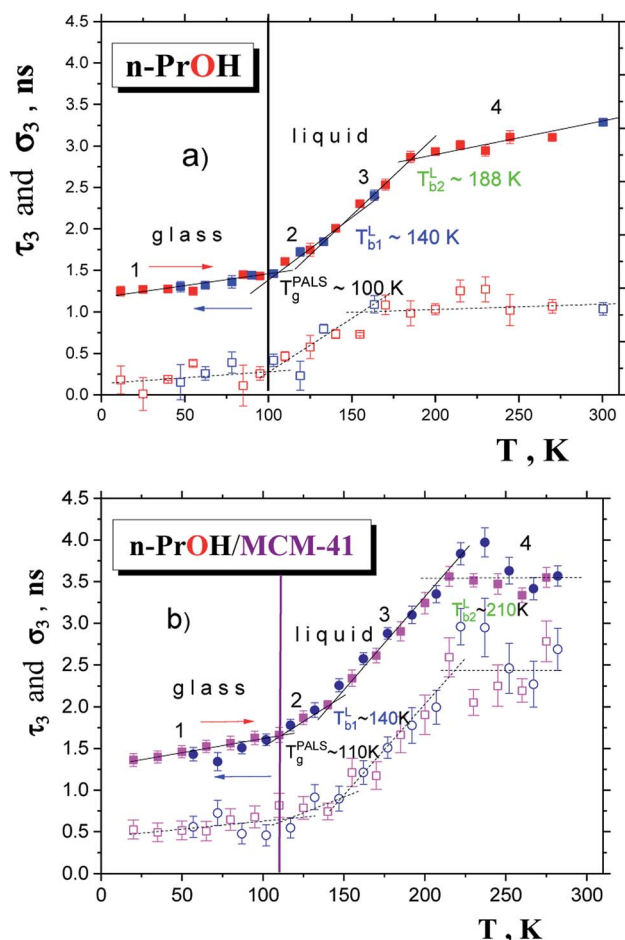 n-PrOH
τ3 and σ3 , ns
4.5
4.0
3.5
3.0
2.5
2.0
1.5
1.0
0.5
0.0
a)
liquid
glass
1
2
3
4
T_b2^L ~ 188 K
T_b1^L ~ 140 K
T_g^PALS ~ 100 K
0 50 100 150 200 250 300
T , K
n-PrOH/MCM-41
τ3 and σ3 , ns
4.5
4.0
3.5
3.0
2.5
2.0
1.5
1.0
0.5
0.0
b)
liquid
glass
1
2
3
4
T_b2^L~210K
T_b1^L~140K
T_g^PALS~110K
0 50 100 150 200 250 300
T , K